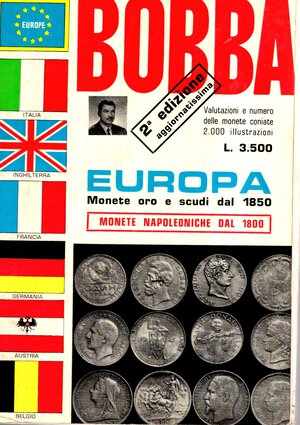 EUROPE
BOBBA
2ª edizione
aggiornatissima
Valutazioni e numero
delle monete coniate
2.000 illustrazioni
L. 3.500
ITALIA
INGHILTERRA
EUROPA
Monete oro e scudi dal 1850
MONETE NAPOLEONICHE DAL 1800
FRANCIA
GERMANIA
AUSTRIA
BELGIO